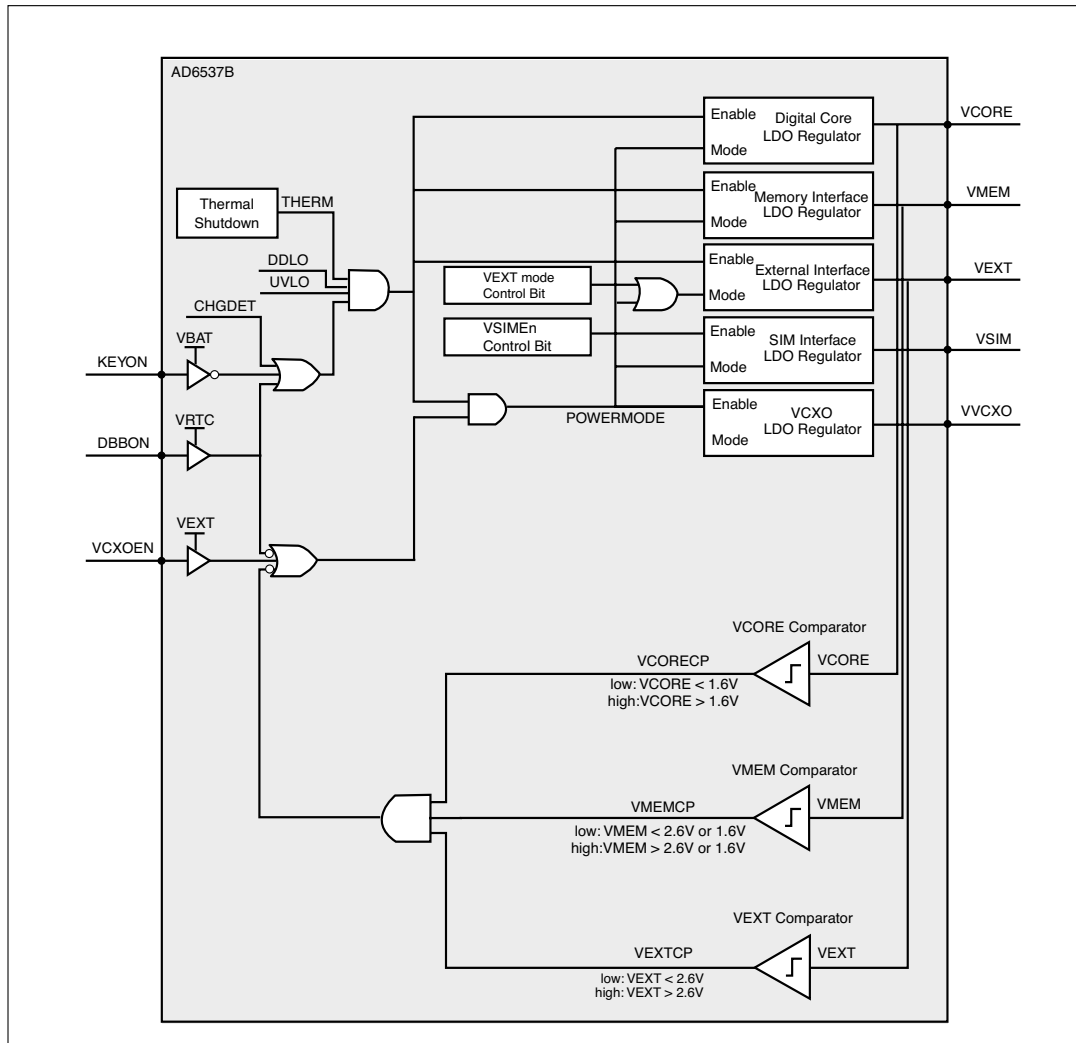 AD6537B
Enable
Digital Core
LDO Regulator
Mode
VCORE
Enable
Memory Interface
LDO Regulator
Mode
VMEM
Thermal
Shutdown
THERM
DDLO
UVLO
Enable
External Interface
LDO Regulator
Mode
VEXT
VEXT mode
Control Bit
CHGDET
VSIMEn
Control Bit
Enable
SIM Interface
LDO Regulator
Mode
VSIM
VBAT
KEYON
Enable
VCXO
LDO Regulator
Mode
VVCXO
POWERMODE
VRTC
DBBON
VEXT
VCXOEN
VCORE Comparator
VCORECP
VCORE
low: VCORE < 1.6V
high:VCORE > 1.6V
VMEM Comparator
VMEMCP
VMEM
low: VMEM < 2.6V or 1.6V
high:VMEM > 2.6V or 1.6V
VEXT Comparator
VEXTCP
VEXT
low: VEXT < 2.6V
high: VEXT > 2.6V